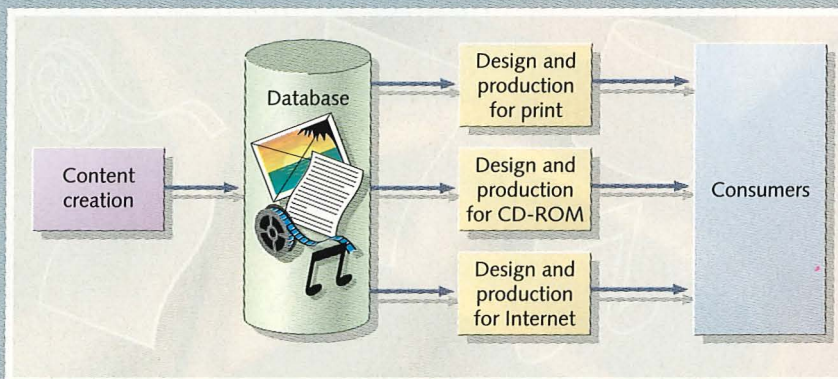 Content
creation
Database
Design and
production
for print
Design and
production
for CD-ROM
Design and
production
for Internet
Consumers